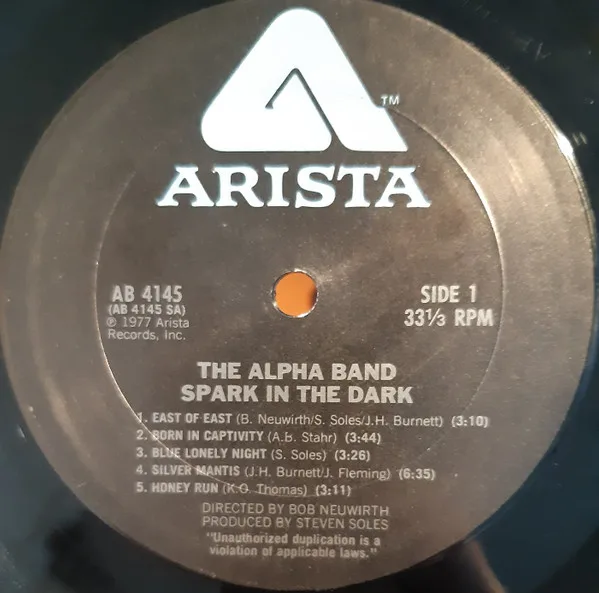 ™
ARISTA
AB 4145
(AB 4145 SA)
℗ 1977 Arista
Records, Inc.
SIDE 1
33⅓ RPM
THE ALPHA BAND
SPARK IN THE DARK
1. EAST OF EAST (B. Neuwirth/S. Soles/J.H. Burnett) (3:10)
2. BORN IN CAPTIVITY (A.B. Stahr) (3:44)
3. BLUE LONELY NIGHT (S. Soles) (3:26)
4. SILVER MANTIS (J.H. Burnett/J. Fleming) (6:35)
5. HONEY RUN (K.O. Thomas) (3:11)
DIRECTED BY BOB NEUWIRTH
PRODUCED BY STEVEN SOLES
"Unauthorized duplication is a
violation of applicable laws."